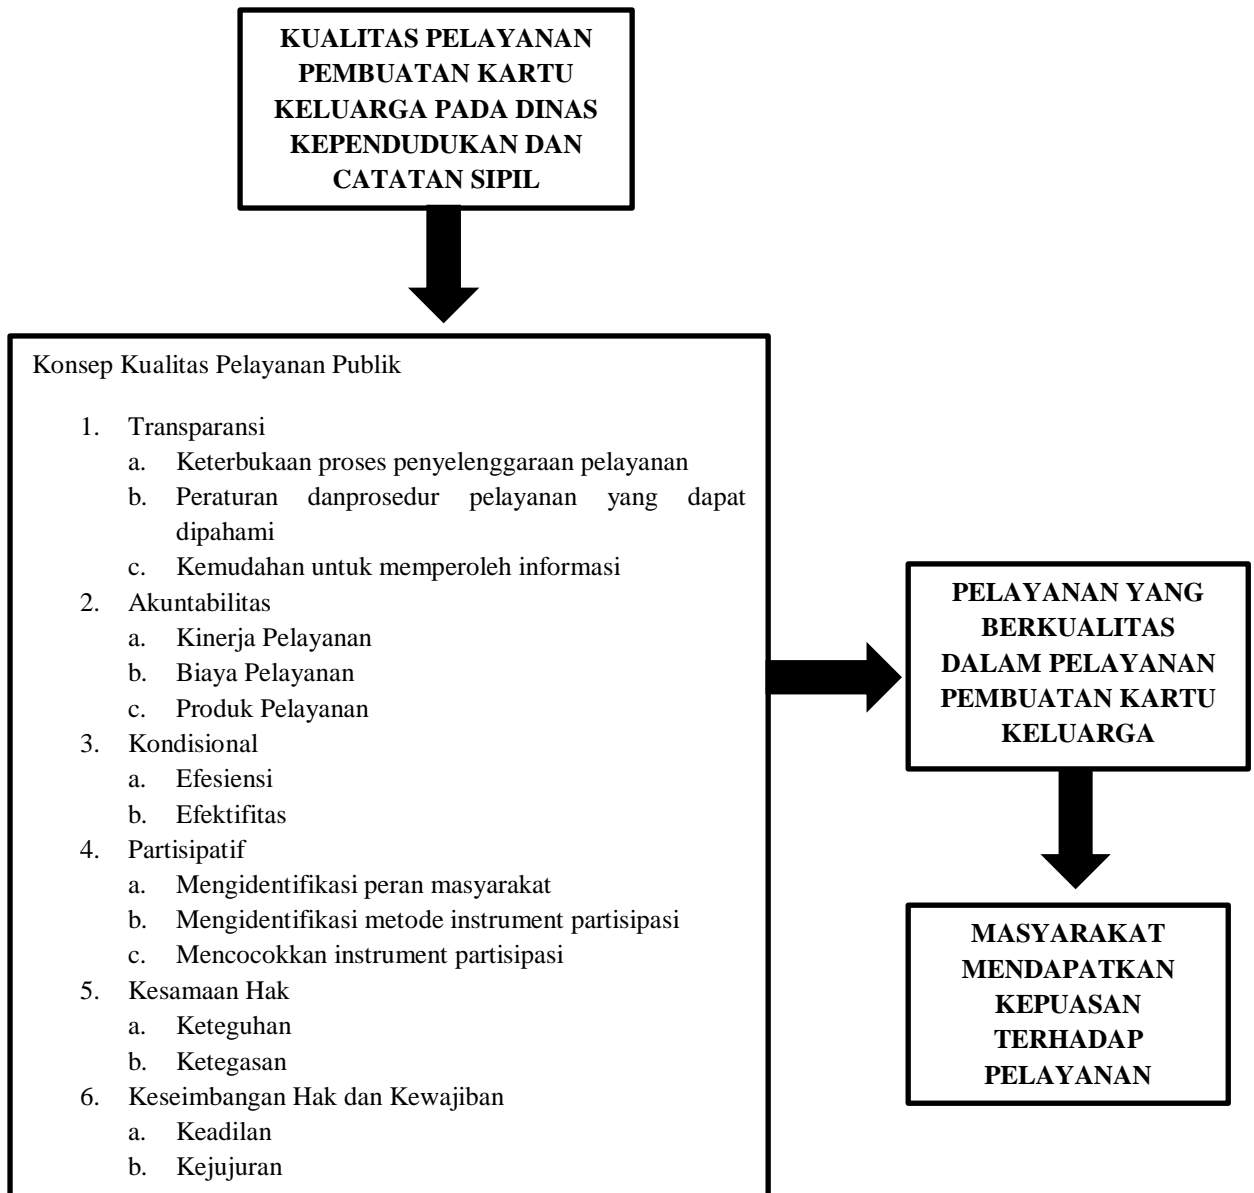 KUALITAS PELAYANAN
PEMBUATAN KARTU
KELUARGA PADA DINAS
KEPENDUDUKAN DAN
CATATAN SIPIL
Konsep Kualitas Pelayanan Publik
1. Transparansi
a. Keterbukaan proses penyelenggaraan pelayanan
b. Peraturan danprosedur pelayanan yang dapat
dipahami
c. Kemudahan untuk memperoleh informasi
2. Akuntabilitas
a. Kinerja Pelayanan
b. Biaya Pelayanan
c. Produk Pelayanan
3. Kondisional
a. Efesiensi
b. Efektifitas
4. Partisipatif
a. Mengidentifikasi peran masyarakat
b. Mengidentifikasi metode instrument partisipasi
c. Mencocokkan instrument partisipasi
5. Kesamaan Hak
a. Keteguhan
b. Ketegasan
6. Keseimbangan Hak dan Kewajiban
a. Keadilan
b. Kejujuran
PELAYANAN YANG
BERKUALITAS
DALAM PELAYANAN
PEMBUATAN KARTU
KELUARGA
MASYARAKAT
MENDAPATKAN
KEPUASAN
TERHADAP
PELAYANAN